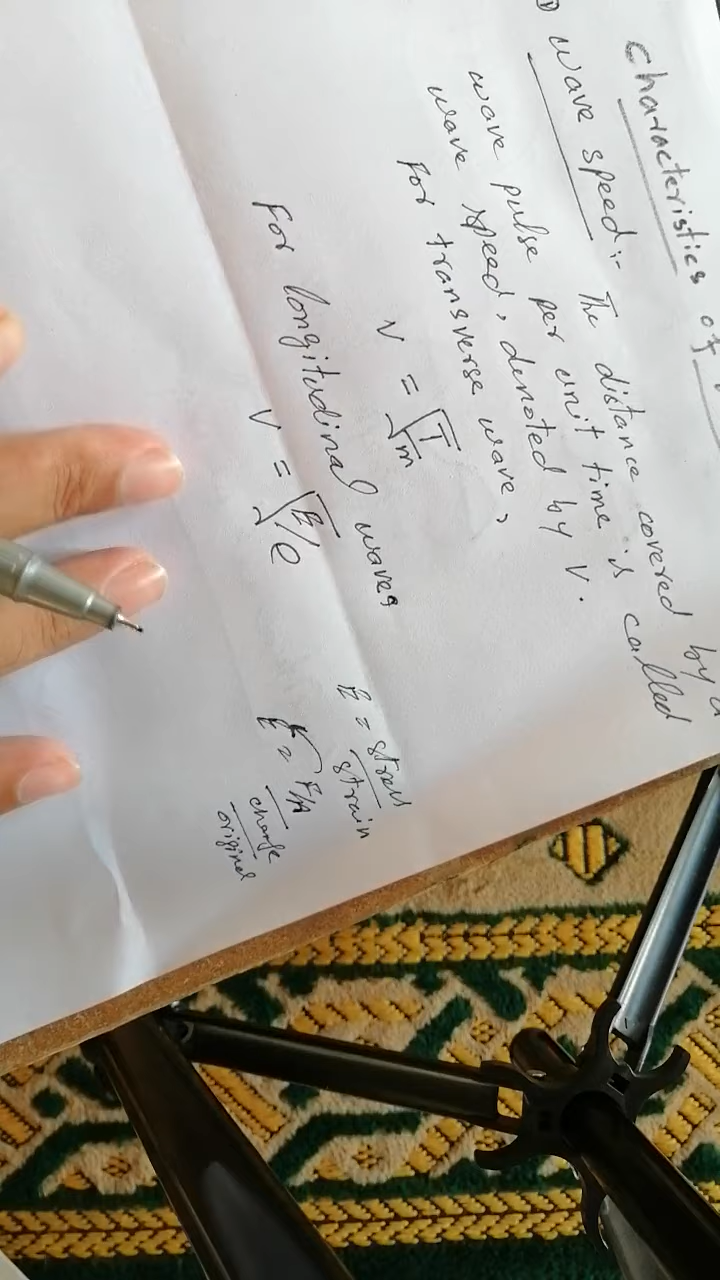 Characteristics of
① Wave speed :- The distance covered by a
wave pulse per unit time is called
wave speed, denoted by V.
For transverse wave,
V = √T/m
For longitudinal waves
V = √E/ρ
E = stress/strain
E = F/A / change/original